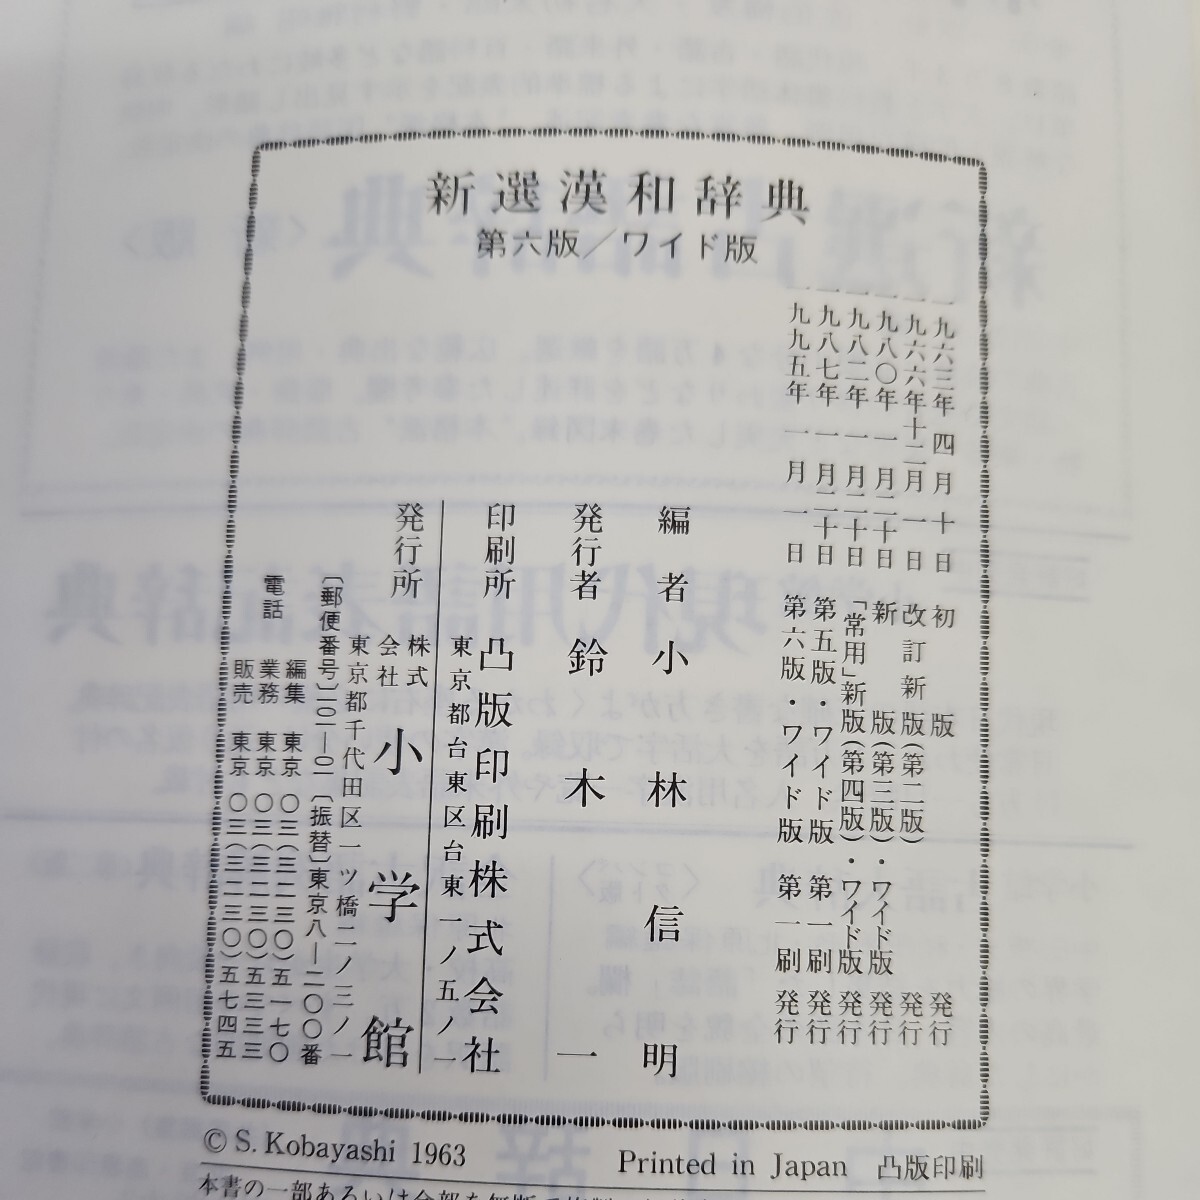 新選漢和辞典
第六版／ワイド版
一九六三年 四月 十日 初版発行
一九六六年十二月 一日 改訂新版(第二版)発行
一九八〇年 一月二十日 新版(第三版)・ワイド版発行
一九八二年 一月二十日 「常用」新版(第四版)・ワイド版発行
一九八七年 一月二十日 第五版・ワイド版 第一刷発行
一九九五年 一月 一日 第六版・ワイド版 第一刷発行
編者 小林信明
発行者 鈴木一
印刷所 凸版印刷株式会社
東京都台東区台東一ノ五ノ一
発行所 株式会社 小学館
東京都千代田区一ツ橋二ノ三ノ一
〔郵便番号〕一〇一―〇一〔振替〕東京八―二〇〇番
電話 編集 東京 〇三(三二三〇)五一七〇
業務 東京 〇三(三二三〇)五三三三
販売 東京 〇三(三二三〇)五七四五
© S. Kobayashi 1963
Printed in Japan 凸版印刷